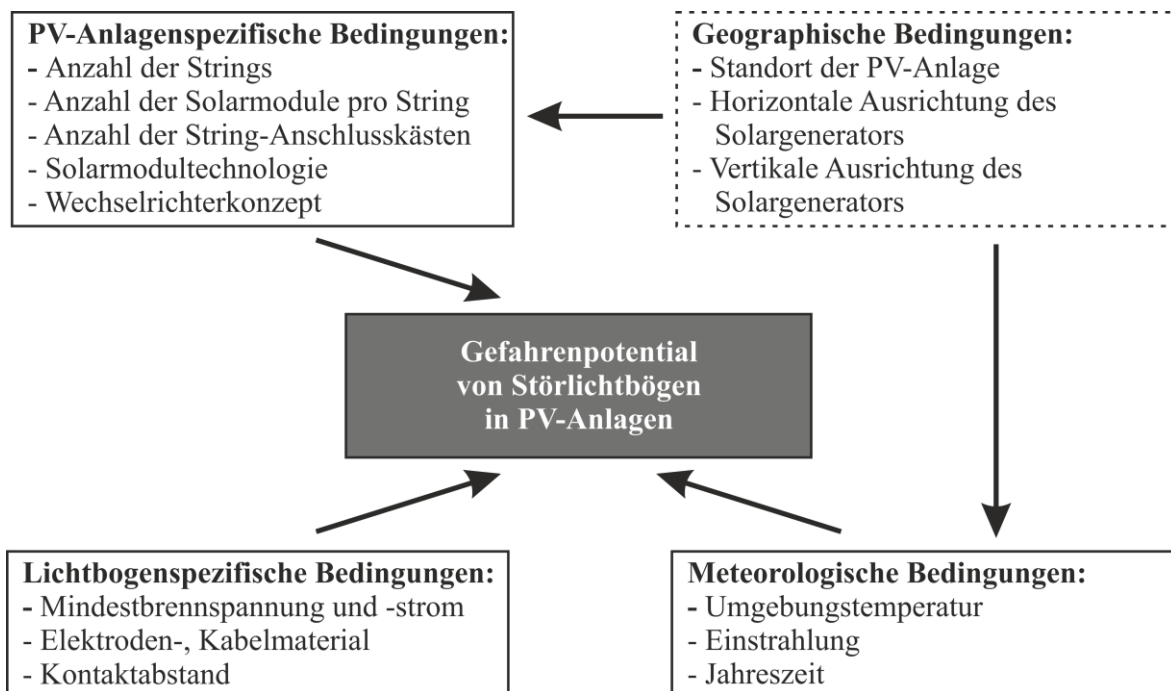 PV-Anlagenspezifische Bedingungen:
- Anzahl der Strings
- Anzahl der Solarmodule pro String
- Anzahl der String-Anschlusskästen
- Solarmodultechnologie
- Wechselrichterkonzept
Geographische Bedingungen:
- Standort der PV-Anlage
- Horizontale Ausrichtung des
Solargenerators
- Vertikale Ausrichtung des
Solargenerators
Gefahrenpotential
von Störlichtbögen
in PV-Anlagen
Lichtbogenspezifische Bedingungen:
- Mindestbrennspannung und -strom
- Elektroden-, Kabelmaterial
- Kontaktabstand
Meteorologische Bedingungen:
- Umgebungstemperatur
- Einstrahlung
- Jahreszeit